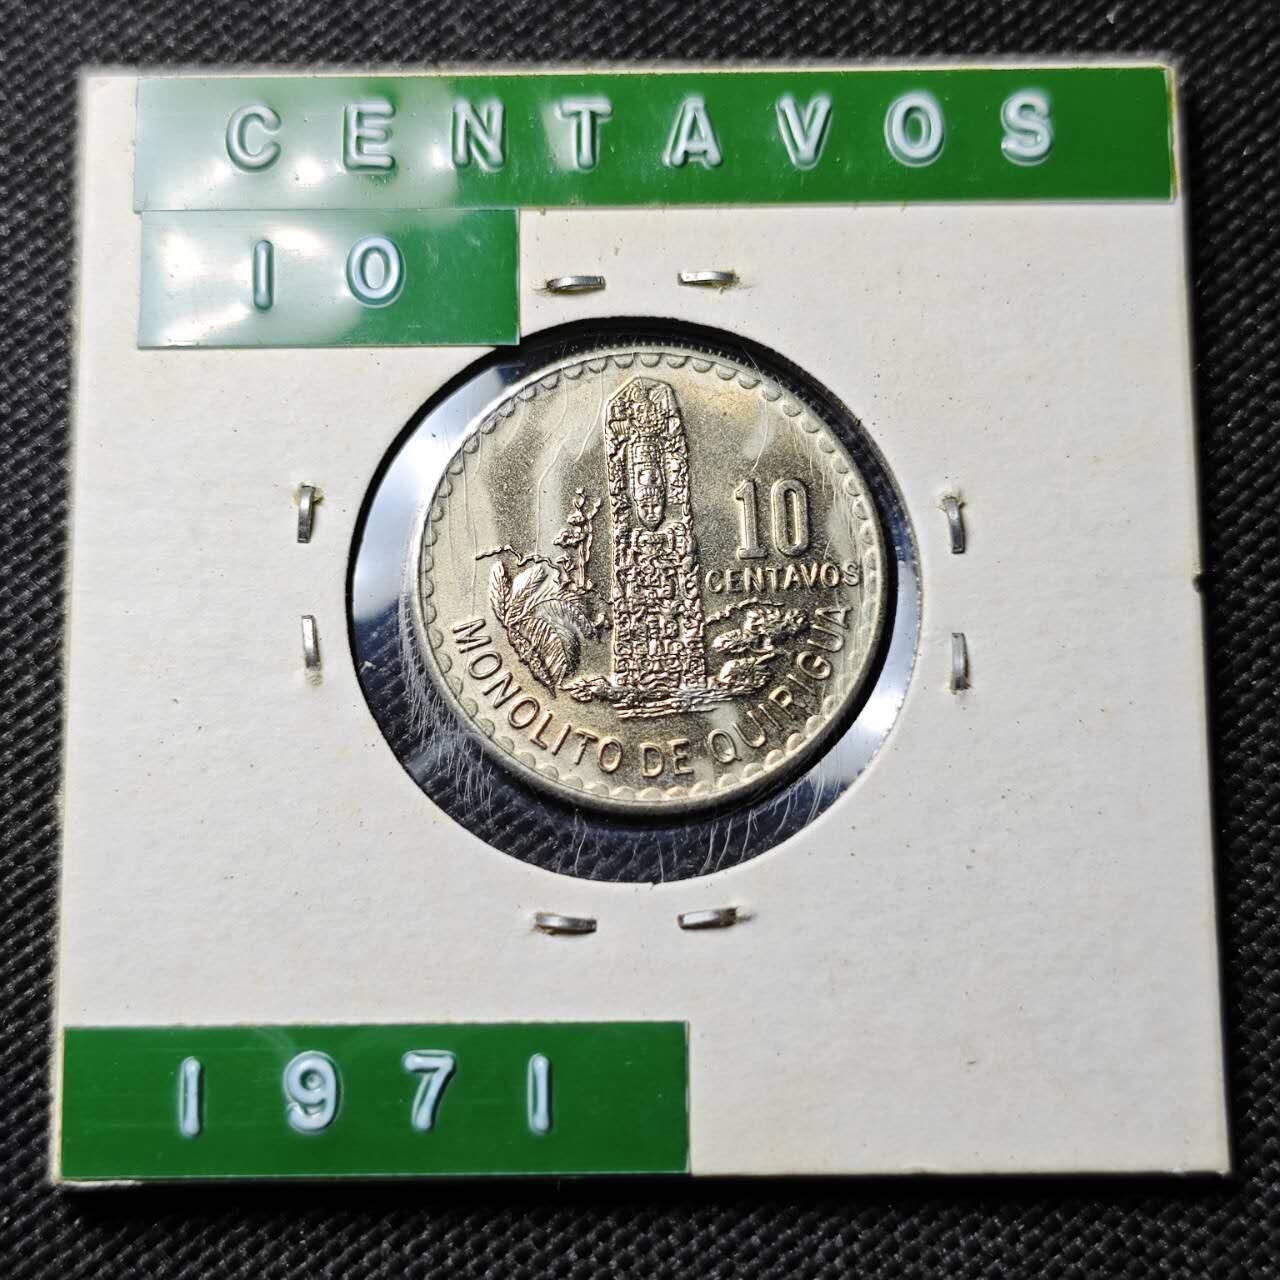 CENTAVOS
10
10
CENTAVOS
MONOLITO DE QUIRIGUA
1971